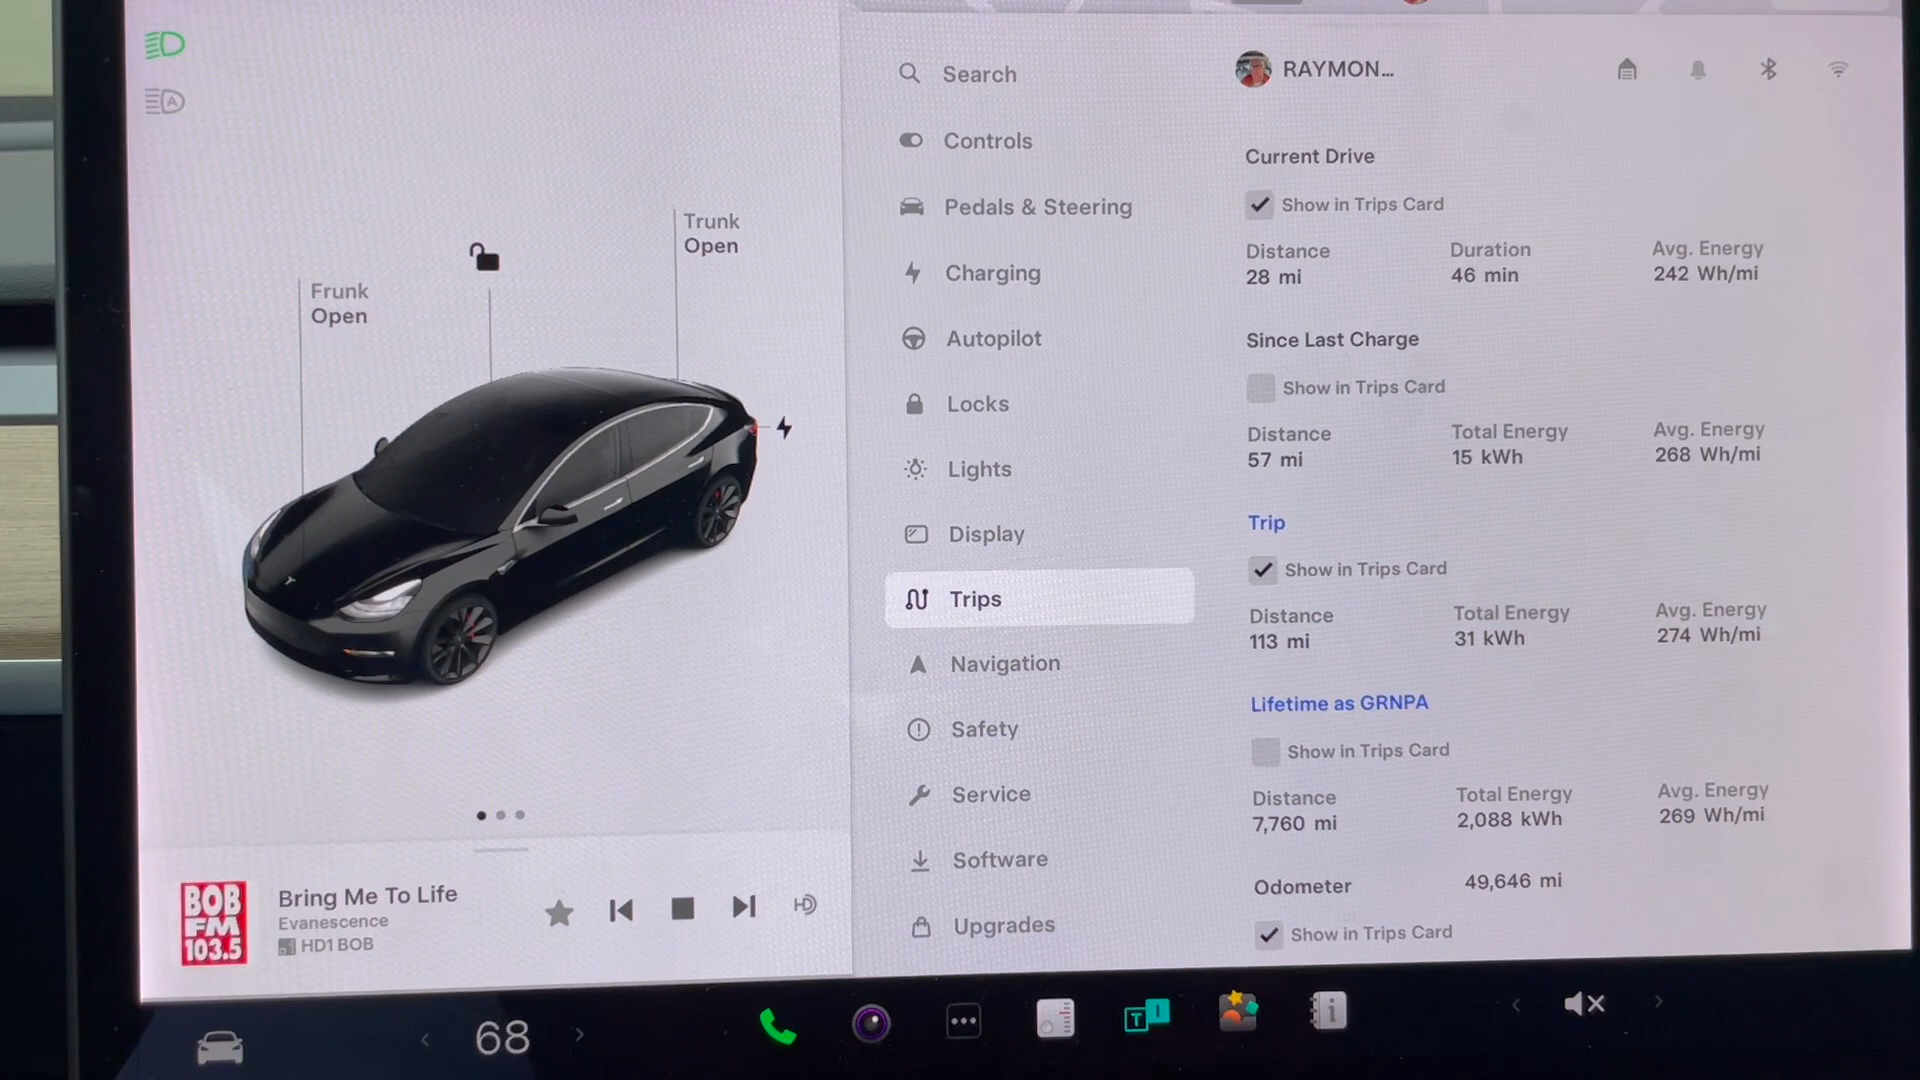 Frunk
Open
Trunk
Open
BOB
FM
103.5
Bring Me To Life
Evanescence
HD1 BOB
HD
Search
Controls
Pedals & Steering
Charging
Autopilot
Locks
Lights
Display
Trips
Navigation
Safety
Service
Software
Upgrades
RAYMON...
Current Drive
Show in Trips Card
Distance Duration Avg. Energy
28 mi 46 min 242 Wh/mi
Since Last Charge
Show in Trips Card
Distance Total Energy Avg. Energy
57 mi 15 kWh 268 Wh/mi
Trip
Show in Trips Card
Distance Total Energy Avg. Energy
113 mi 31 kWh 274 Wh/mi
Lifetime as GRNPA
Show in Trips Card
Distance Total Energy Avg. Energy
7,760 mi 2,088 kWh 269 Wh/mi
Odometer 49,646 mi
Show in Trips Card
68